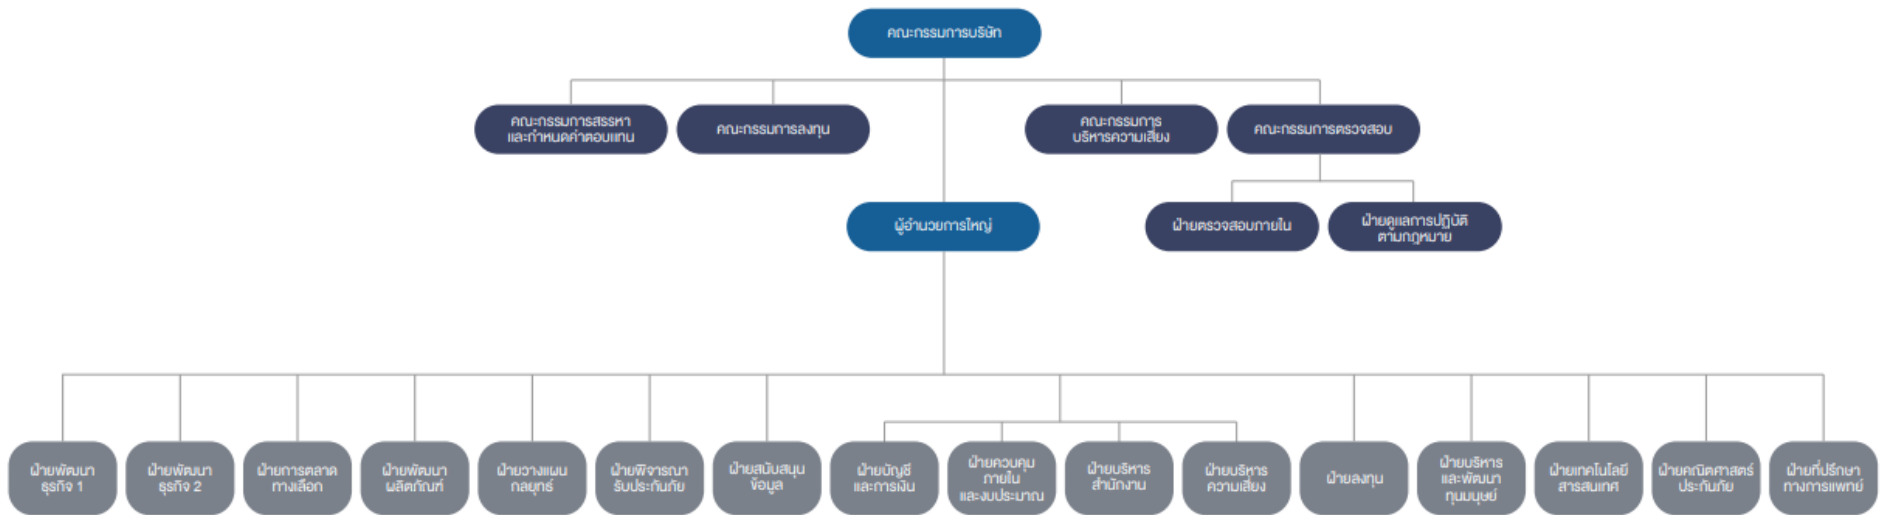 คณะกรรมการบริษัท
คณะกรรมการสรรหา
และกำหนดค่าตอบแทน
คณะกรรมการลงทุน
คณะกรรมการ
บริหารความเสี่ยง
คณะกรรมการตรวจสอบ
ผู้อำนวยการใหญ่
ฝ่ายตรวจสอบภายใน
ฝ่ายดูแลการปฏิบัติ
ตามกฎหมาย
ฝ่ายพัฒนา
ธุรกิจ 1
ฝ่ายพัฒนา
ธุรกิจ 2
ฝ่ายการตลาด
ทางเลือก
ฝ่ายพัฒนา
ผลิตภัณฑ์
ฝ่ายวางแผน
กลยุทธ์
ฝ่ายพิจารณา
รับประกันภัย
ฝ่ายสนับสนุน
ข้อมูล
ฝ่ายบัญชี
และการเงิน
ฝ่ายควบคุม
ภายใน
และงบประมาณ
ฝ่ายบริหาร
สำนักงาน
ฝ่ายบริหาร
ความเสี่ยง
ฝ่ายลงทุน
ฝ่ายบริหาร
และพัฒนา
ทุนมนุษย์
ฝ่ายเทคโนโลยี
สารสนเทศ
ฝ่ายคณิตศาสตร์
ประกันภัย
ฝ่ายที่ปรึกษา
ทางการแพทย์